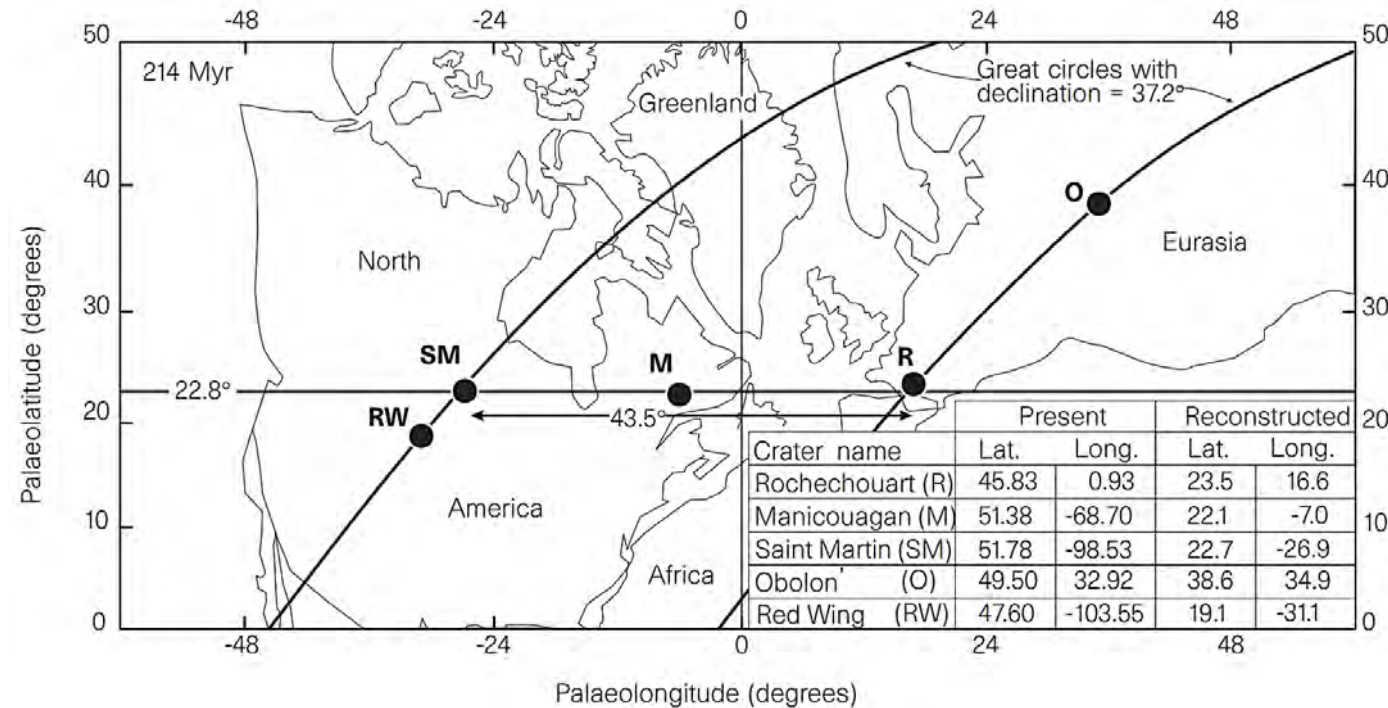 -48 -24 0 24 48
50 50
214 Myr
Great circles with
declination = 37.2°
Greenland
40 40
O
North
Eurasia
30 30
SM M R
22.8°
RW
43.5°
20 20
Present Reconstructed
Crater name Lat. Long. Lat. Long.
Rochechouart (R) 45.83 0.93 23.5 16.6
Manicouagan (M) 51.38 -68.70 22.1 -7.0
Saint Martin (SM) 51.78 -98.53 22.7 -26.9
Obolon' (O) 49.50 32.92 38.6 34.9
Red Wing (RW) 47.60 -103.55 19.1 -31.1
America
10 10
Africa
0 0
-48 -24 0 24 48
Palaeolatitude (degrees)
Palaeolongitude (degrees)